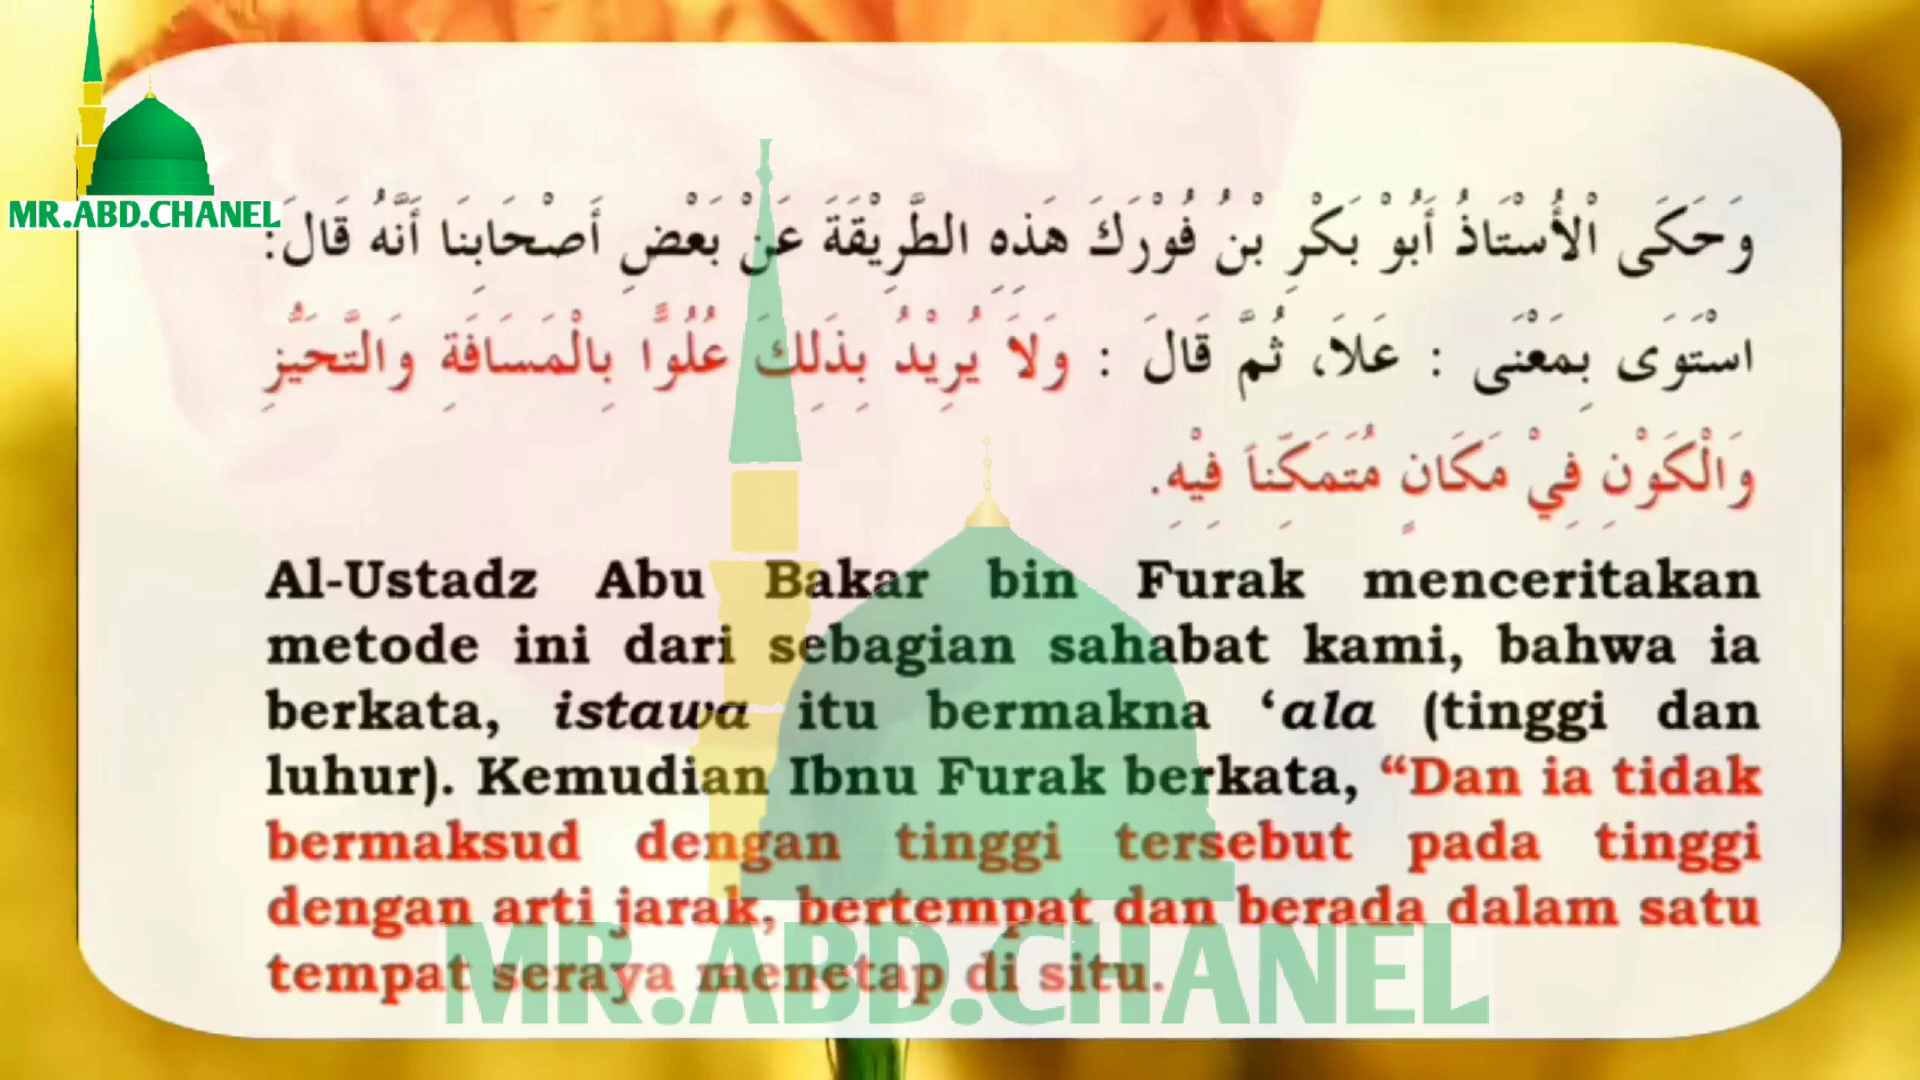 MR.ABD.CHANEL
وَحَكَى الْأُسْتَاذُ أَبُوْ بَكْرِ بْنُ فُوْرَكَ هَذِهِ الطَّرِيْقَةَ عَنْ بَعْضِ أَصْحَابِنَا أَنَّهُ قَالَ:
اسْتَوَى بِمَعْنَى : عَلاَ، ثُمَّ قَالَ : وَلاَ يُرِيْدُ بِذَلِكَ عُلُوًّا بِالْمَسَافَةِ وَالتَّحَيُّزِ
وَالْكَوْنِ فِيْ مَكَانٍ مُتَمَكِّناً فِيْهِ.
Al-Ustadz Abu Bakar bin Furak menceritakan
metode ini dari sebagian sahabat kami, bahwa ia
berkata, istawa itu bermakna ‘ala (tinggi dan
luhur). Kemudian Ibnu Furak berkata, “Dan ia tidak
bermaksud dengan tinggi tersebut pada tinggi
dengan arti jarak, bertempat dan berada dalam satu
tempat seraya menetap di situ.
MR.ABD.CHANEL